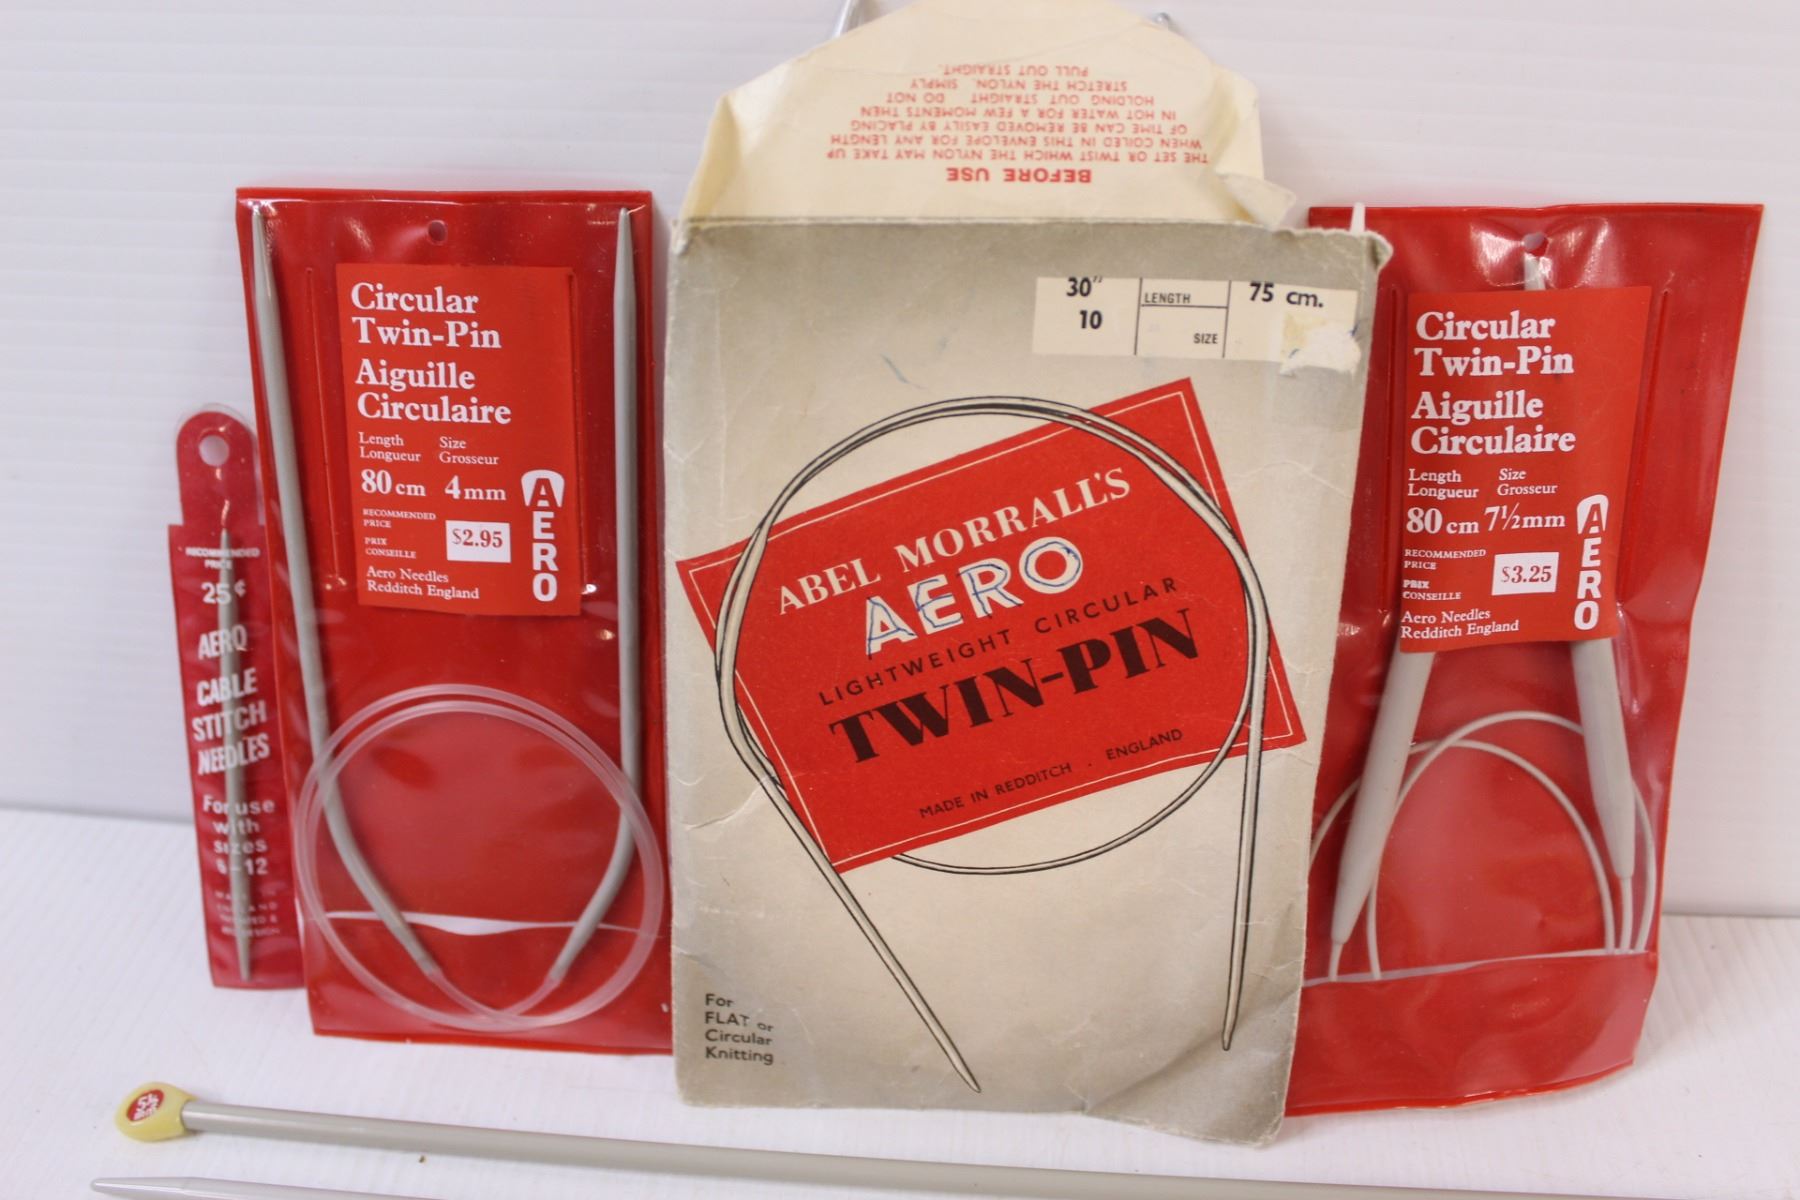 BEFORE USE
THE SET OR TWIST WHICH THE NYLON MAY TAKE UP
WHEN COILED IN THIS ENVELOPE FOR ANY LENGTH
OF TIME CAN BE REMOVED EASILY BY PLACING
IN HOT WATER FOR A FEW MOMENTS THEN
HOLDING OUT STRAIGHT DO NOT
STRETCH THE NYLON. SIMPLY
PULL OUT STRAIGHT.
RECOMMENDED
PRICE
25¢
AERO
CABLE
STITCH
NEEDLES
For use
with
sizes
-12
Circular
Twin-Pin
Aiguille
Circulaire
Length Size
Longueur Grosseur
80 cm 4 mm
RECOMMENDED
PRICE
PRIX
CONSEILLE
$2.95
Aero Needles
Redditch England
AERO
30" LENGTH 75 cm.
10 SIZE
ABEL MORRALL'S
AERO
LIGHTWEIGHT CIRCULAR
TWIN-PIN
MADE IN REDDITCH . ENGLAND
For
FLAT or
Circular
Knitting
Circular
Twin-Pin
Aiguille
Circulaire
Length Size
Longueur Grosseur
80 cm 7½ mm
RECOMMENDED
PRICE
PRIX
CONSEILLE
$3.25
Aero Needles
Redditch England
AERO